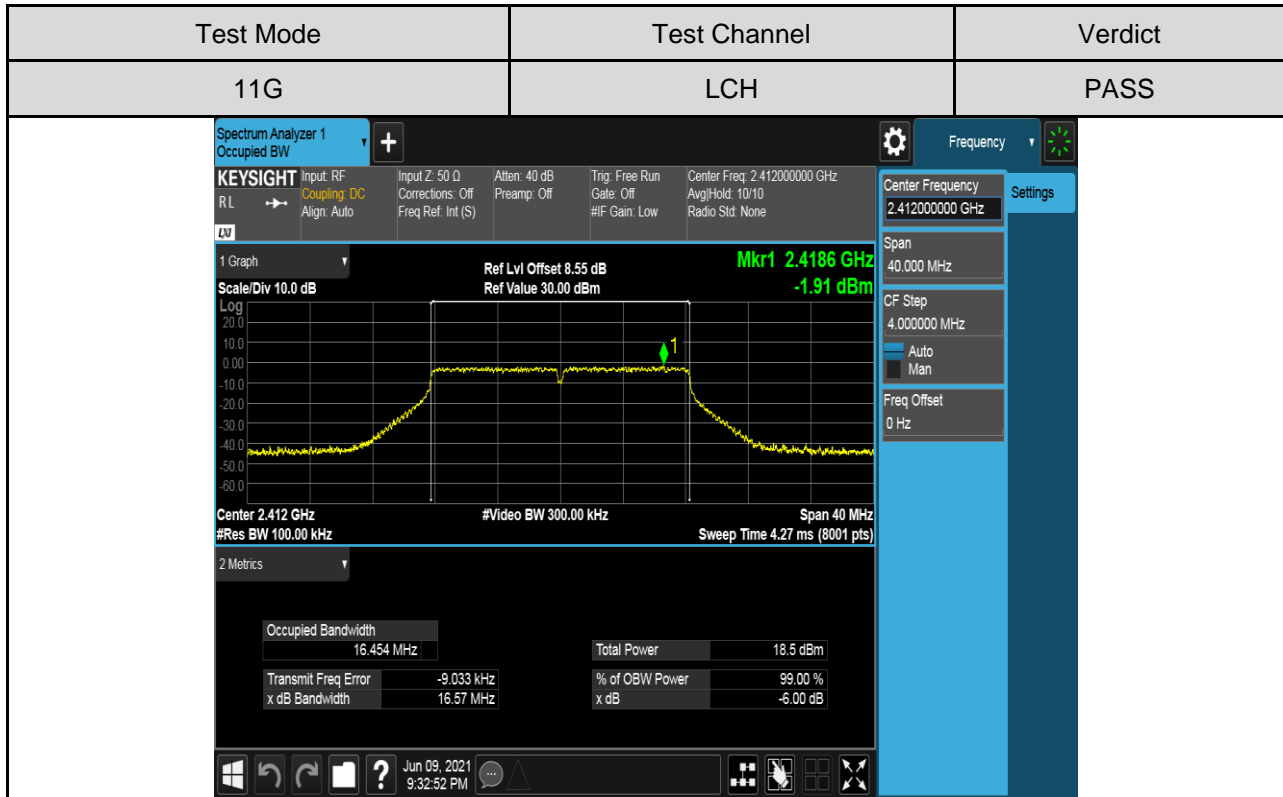 Test Mode Test Channel Verdict
11G LCH PASS
Spectrum Analyzer 1
Occupied BW
+
Frequency
KEYSIGHT Input: RF Input Z: 50 Ω Atten: 40 dB Trig: Free Run Center Freq: 2.412000000 GHz
RL Coupling: DC Corrections: Off Preamp: Off Gate: Off Avg|Hold: 10/10
Align: Auto Freq Ref: Int (S) #IF Gain: Low Radio Std: None
LXI
Center Frequency
2.412000000 GHz
Settings
Span
40.000 MHz
CF Step
4.000000 MHz
Auto
Man
Freq Offset
0 Hz
1 Graph
Ref Lvl Offset 8.55 dB Mkr1 2.4186 GHz
Scale/Div 10.0 dB Ref Value 30.00 dBm -1.91 dBm
Log
20.0
10.0
1
0.00
-10.0
-20.0
-30.0
-40.0
-50.0
-60.0
Center 2.412 GHz #Video BW 300.00 kHz Span 40 MHz
#Res BW 100.00 kHz Sweep Time 4.27 ms (8001 pts)
2 Metrics
Occupied Bandwidth
16.454 MHz Total Power 18.5 dBm
Transmit Freq Error -9.033 kHz % of OBW Power 99.00 %
x dB Bandwidth 16.57 MHz x dB -6.00 dB
? Jun 09, 2021
9:32:52 PM